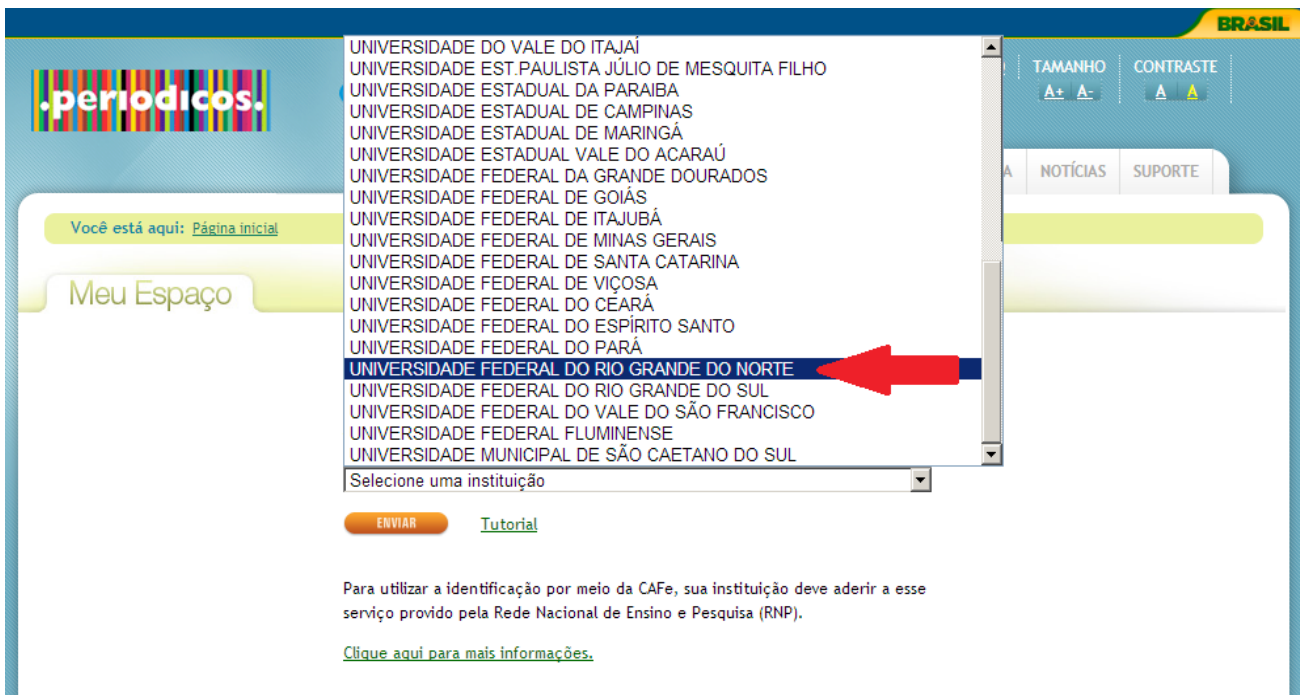 BRASIL
UNIVERSIDADE DO VALE DO ITAJAÍ
UNIVERSIDADE EST.PAULISTA JÚLIO DE MESQUITA FILHO
UNIVERSIDADE ESTADUAL DA PARAIBA
UNIVERSIDADE ESTADUAL DE CAMPINAS
UNIVERSIDADE ESTADUAL DE MARINGÁ
UNIVERSIDADE ESTADUAL VALE DO ACARAÚ
UNIVERSIDADE FEDERAL DA GRANDE DOURADOS
UNIVERSIDADE FEDERAL DE GOIÁS
UNIVERSIDADE FEDERAL DE ITAJUBÁ
UNIVERSIDADE FEDERAL DE MINAS GERAIS
UNIVERSIDADE FEDERAL DE SANTA CATARINA
UNIVERSIDADE FEDERAL DE VIÇOSA
UNIVERSIDADE FEDERAL DO CEARÁ
UNIVERSIDADE FEDERAL DO ESPÍRITO SANTO
UNIVERSIDADE FEDERAL DO PARÁ
UNIVERSIDADE FEDERAL DO RIO GRANDE DO NORTE
UNIVERSIDADE FEDERAL DO RIO GRANDE DO SUL
UNIVERSIDADE FEDERAL DO VALE DO SÃO FRANCISCO
UNIVERSIDADE FEDERAL FLUMINENSE
UNIVERSIDADE MUNICIPAL DE SÃO CAETANO DO SUL
.periodicos.
TAMANHO CONTRASTE
A+ A- A A
A NOTÍCIAS SUPORTE
Você está aqui: Página inicial
Meu Espaço
Selecione uma instituição
ENVIAR Tutorial
Para utilizar a identificação por meio da CAFe, sua instituição deve aderir a esse
serviço provido pela Rede Nacional de Ensino e Pesquisa (RNP).
Clique aqui para mais informações.